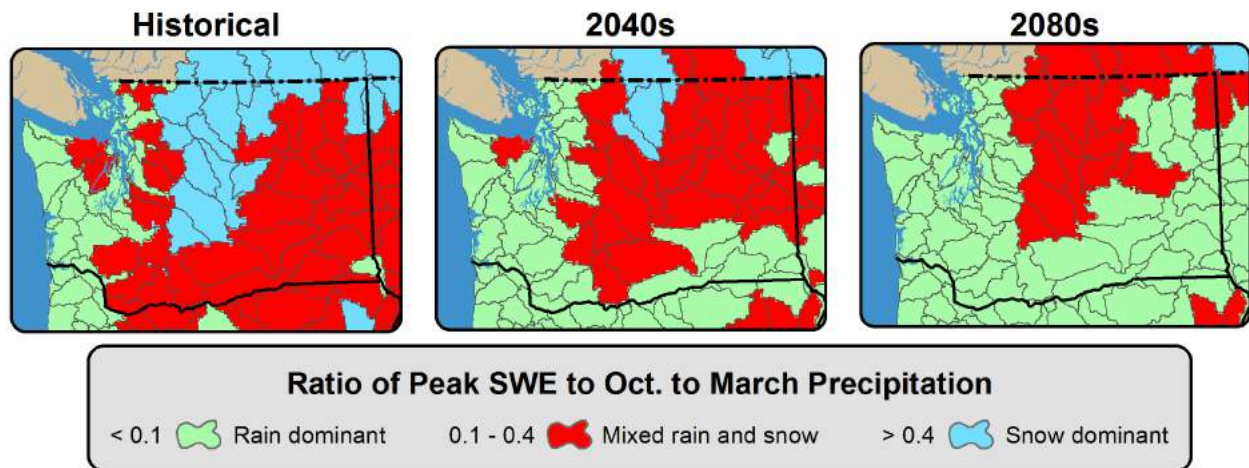 Historical
2040s
2080s
Ratio of Peak SWE to Oct. to March Precipitation
< 0.1 Rain dominant 0.1 - 0.4 Mixed rain and snow > 0.4 Snow dominant